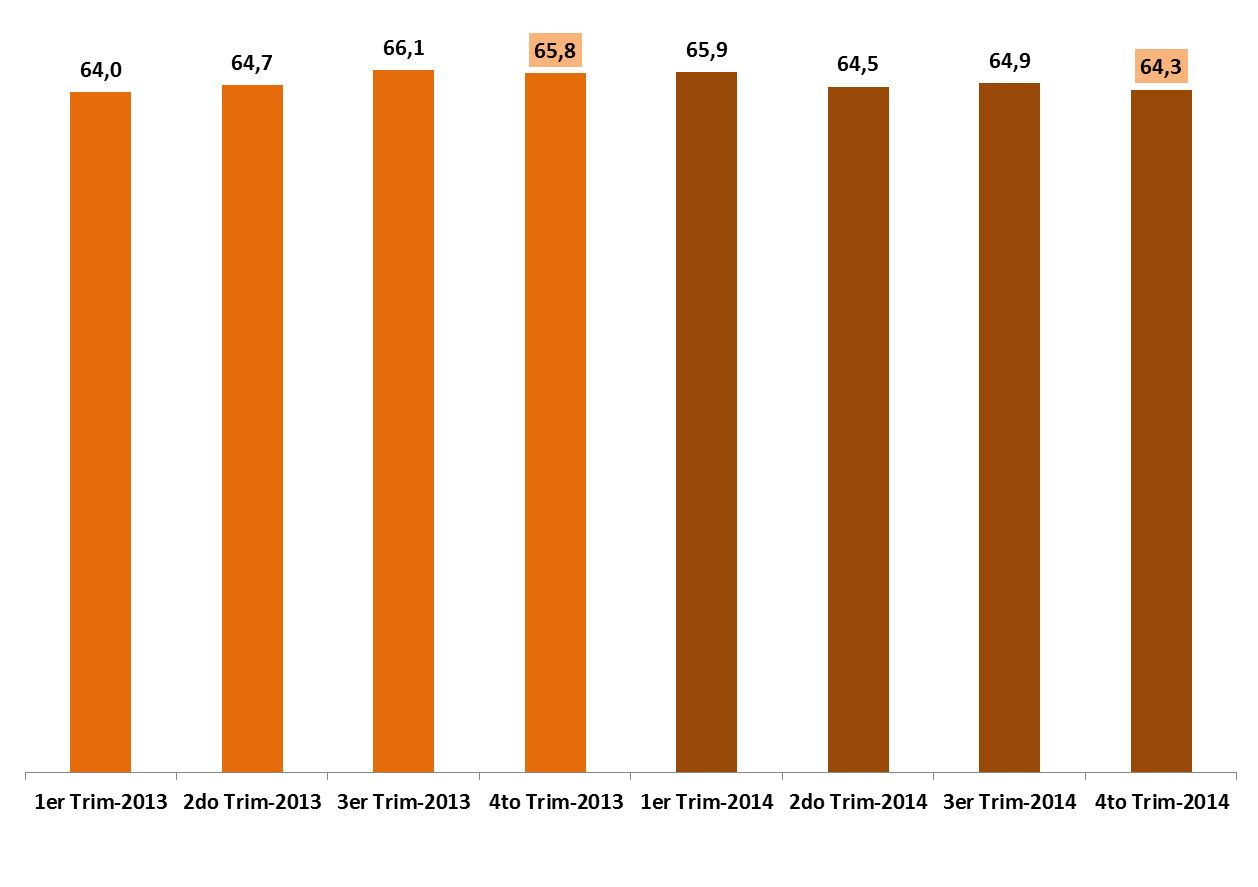 64,0
64,7
66,1
65,8
65,9
64,5
64,9
64,3
1er Trim-2013
2do Trim-2013
3er Trim-2013
4to Trim-2013
1er Trim-2014
2do Trim-2014
3er Trim-2014
4to Trim-2014